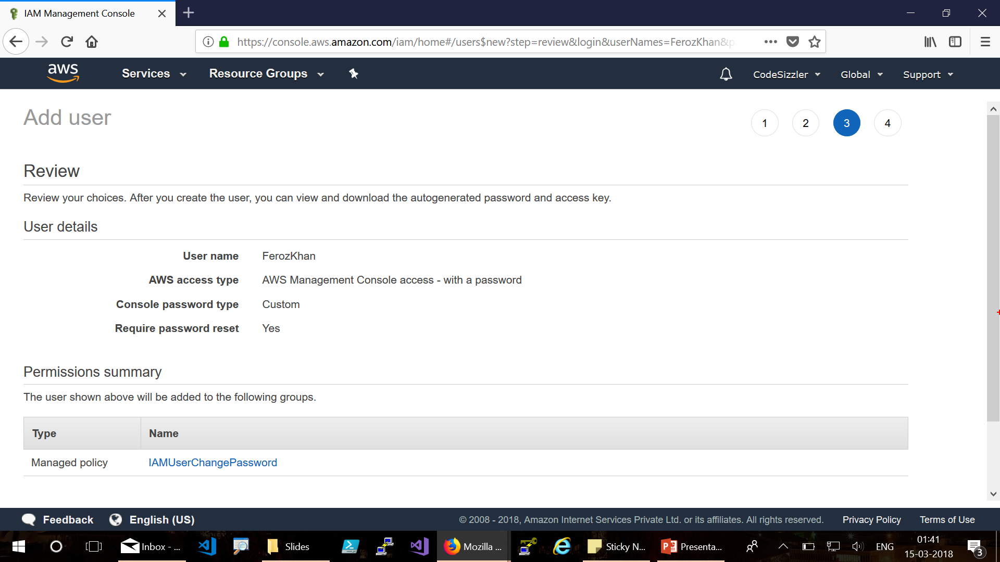 IAM Management Console
https://console.aws.amazon.com/iam/home#/users$new?step=review&login&userNames=FerozKhan&p
aws Services Resource Groups CodeSizzler Global Support
Add user 1 2 3 4
Review
Review your choices. After you create the user, you can view and download the autogenerated password and access key.
User details
User name FerozKhan
AWS access type AWS Management Console access - with a password
Console password type Custom
Require password reset Yes
Permissions summary
The user shown above will be added to the following groups.
Type Name
Managed policy IAMUserChangePassword
Feedback English (US) © 2008 - 2018, Amazon Internet Services Private Ltd. or its affiliates. All rights reserved. Privacy Policy Terms of Use
Inbox - ... Slides Mozilla ... Sticky N... Presenta... ENG 01:41
15-03-2018 3